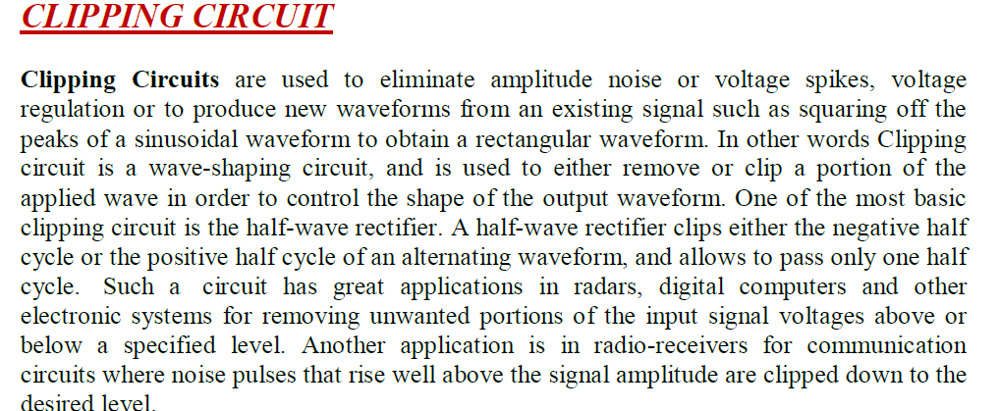 CLIPPING CIRCUIT
Clipping Circuits are used to eliminate amplitude noise or voltage spikes, voltage
regulation or to produce new waveforms from an existing signal such as squaring off the
peaks of a sinusoidal waveform to obtain a rectangular waveform. In other words Clipping
circuit is a wave-shaping circuit, and is used to either remove or clip a portion of the
applied wave in order to control the shape of the output waveform. One of the most basic
clipping circuit is the half-wave rectifier. A half-wave rectifier clips either the negative half
cycle or the positive half cycle of an alternating waveform, and allows to pass only one half
cycle. Such a circuit has great applications in radars, digital computers and other
electronic systems for removing unwanted portions of the input signal voltages above or
below a specified level. Another application is in radio-receivers for communication
circuits where noise pulses that rise well above the signal amplitude are clipped down to the
desired level.